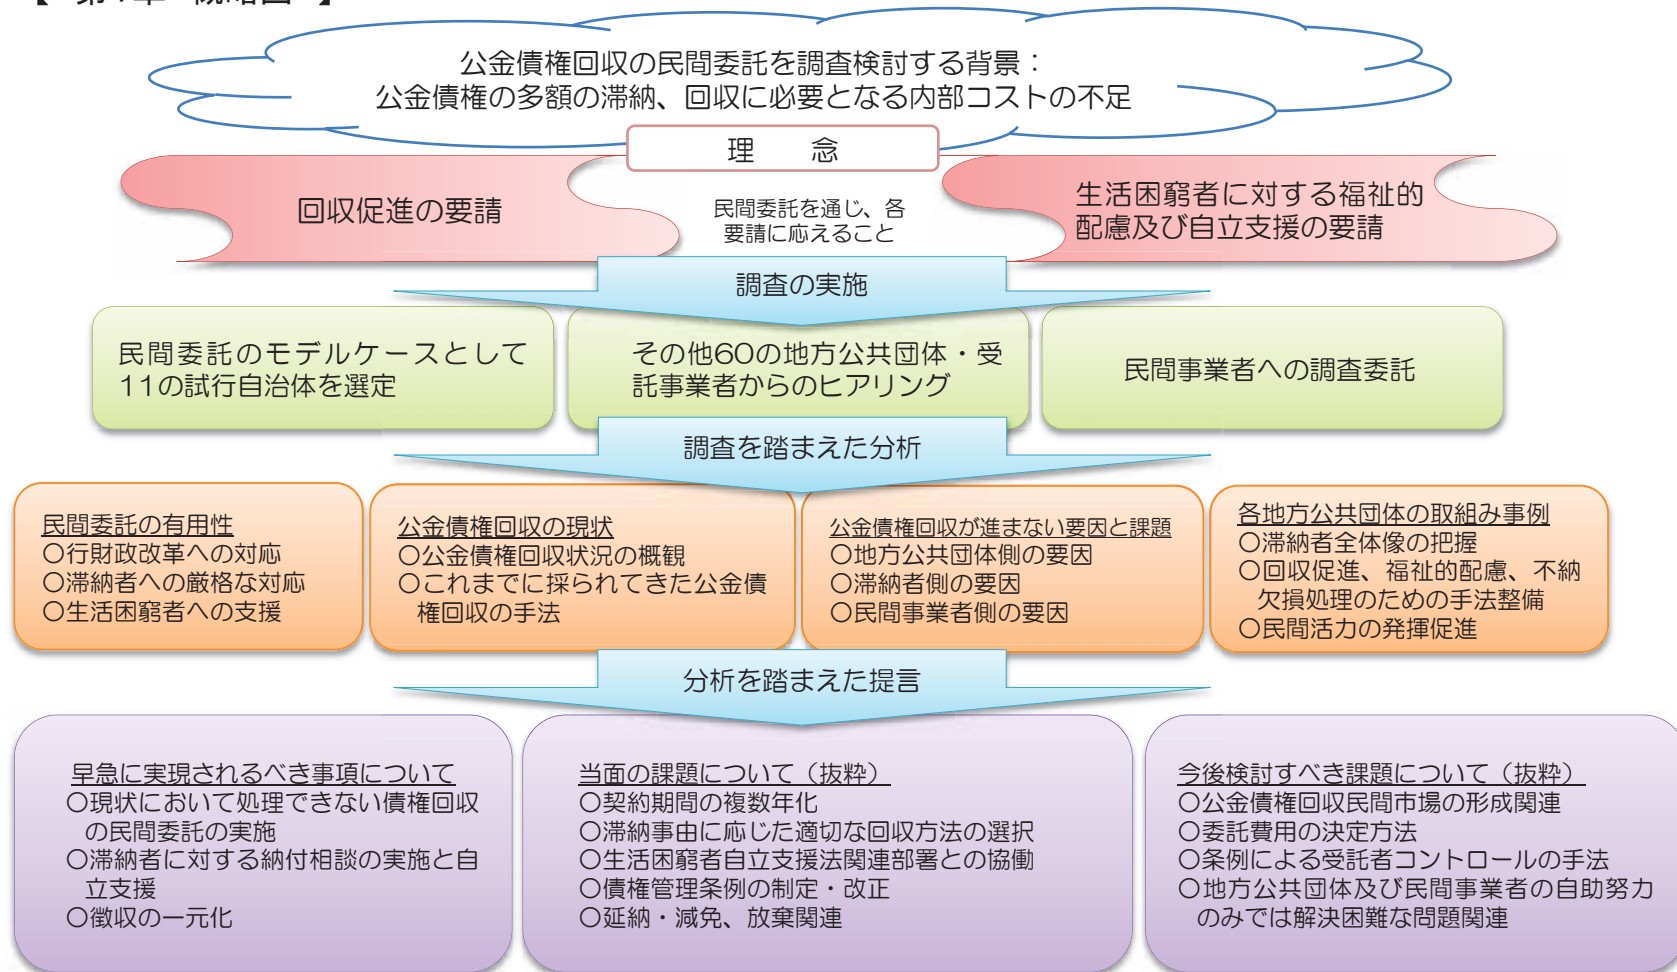 公金債権回収の民間委託を調査検討する背景：
公金債権の多額の滞納、回収に必要となる内部コストの不足
理　念
回収促進の要請
民間委託を通じ、各
要請に応えること
生活困窮者に対する福祉的
配慮及び自立支援の要請
調査の実施
民間委託のモデルケースとして
11の試行自治体を選定
その他60の地方公共団体・受
託事業者からのヒアリング
民間事業者への調査委託
調査を踏まえた分析
民間委託の有用性
〇行財政改革への対応
〇滞納者への厳格な対応
〇生活困窮者への支援
公金債権回収の現状
〇公金債権回収状況の概観
〇これまでに採られてきた公金債
権回収の手法
公金債権回収が進まない要因と課題
〇地方公共団体側の要因
〇滞納者側の要因
〇民間事業者側の要因
各地方公共団体の取組み事例
〇滞納者全体像の把握
〇回収促進、福祉的配慮、不納
欠損処理のための手法整備
〇民間活力の発揮促進
分析を踏まえた提言
早急に実現されるべき事項について
〇現状において処理できない債権回収
の民間委託の実施
〇滞納者に対する納付相談の実施と自
立支援
〇徴収の一元化
当面の課題について（抜粋）
〇契約期間の複数年化
〇滞納事由に応じた適切な回収方法の選択
〇生活困窮者自立支援法関連部署との協働
〇債権管理条例の制定・改正
〇延納・減免、放棄関連
今後検討すべき課題について（抜粋）
〇公金債権回収民間市場の形成関連
〇委託費用の決定方法
〇条例による受託者コントロールの手法
〇地方公共団体及び民間事業者の自助努力
のみでは解決困難な問題関連